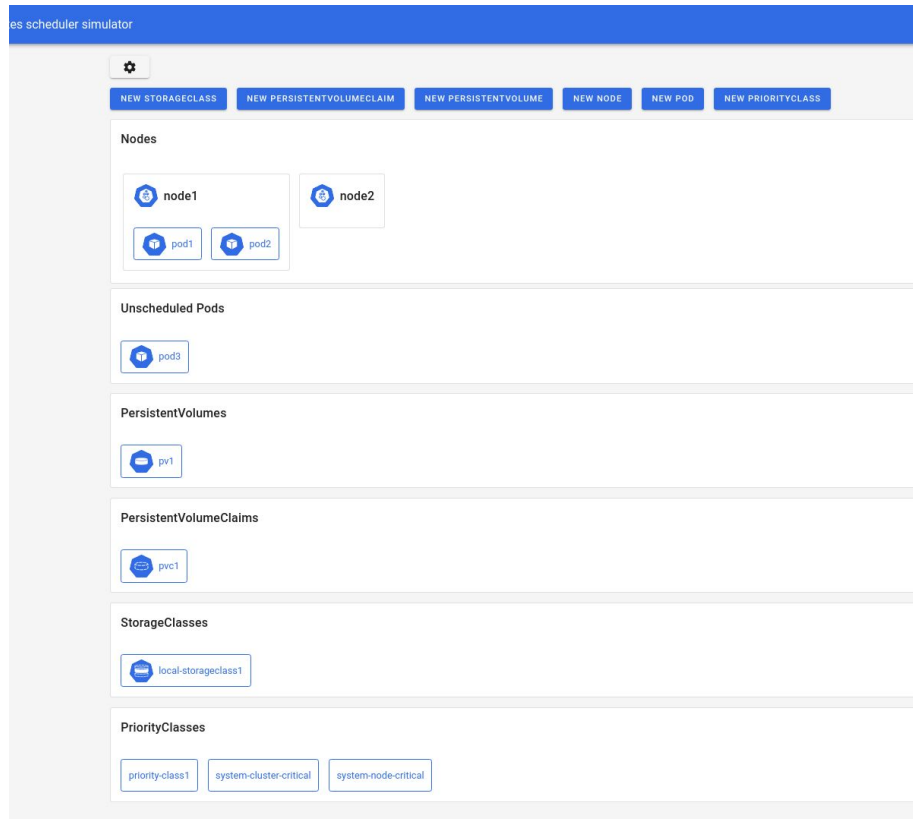 es scheduler simulator
NEW STORAGECLASS NEW PERSISTENTVOLUMECLAIM NEW PERSISTENTVOLUME NEW NODE NEW POD NEW PRIORITYCLASS
Nodes
node1 node2
pod1 pod2
Unscheduled Pods
pod3
PersistentVolumes
pv1
PersistentVolumeClaims
pvc1
StorageClasses
local-storageclass1
PriorityClasses
priority-class1 system-cluster-critical system-node-critical